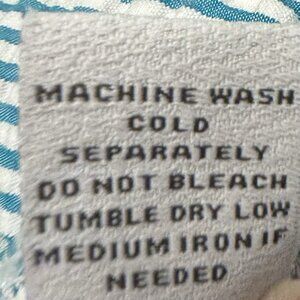 MACHINE WASH
COLD
SEPARATELY
DO NOT BLEACH
TUMBLE DRY LOW
MEDIUM IRON IF
NEEDED